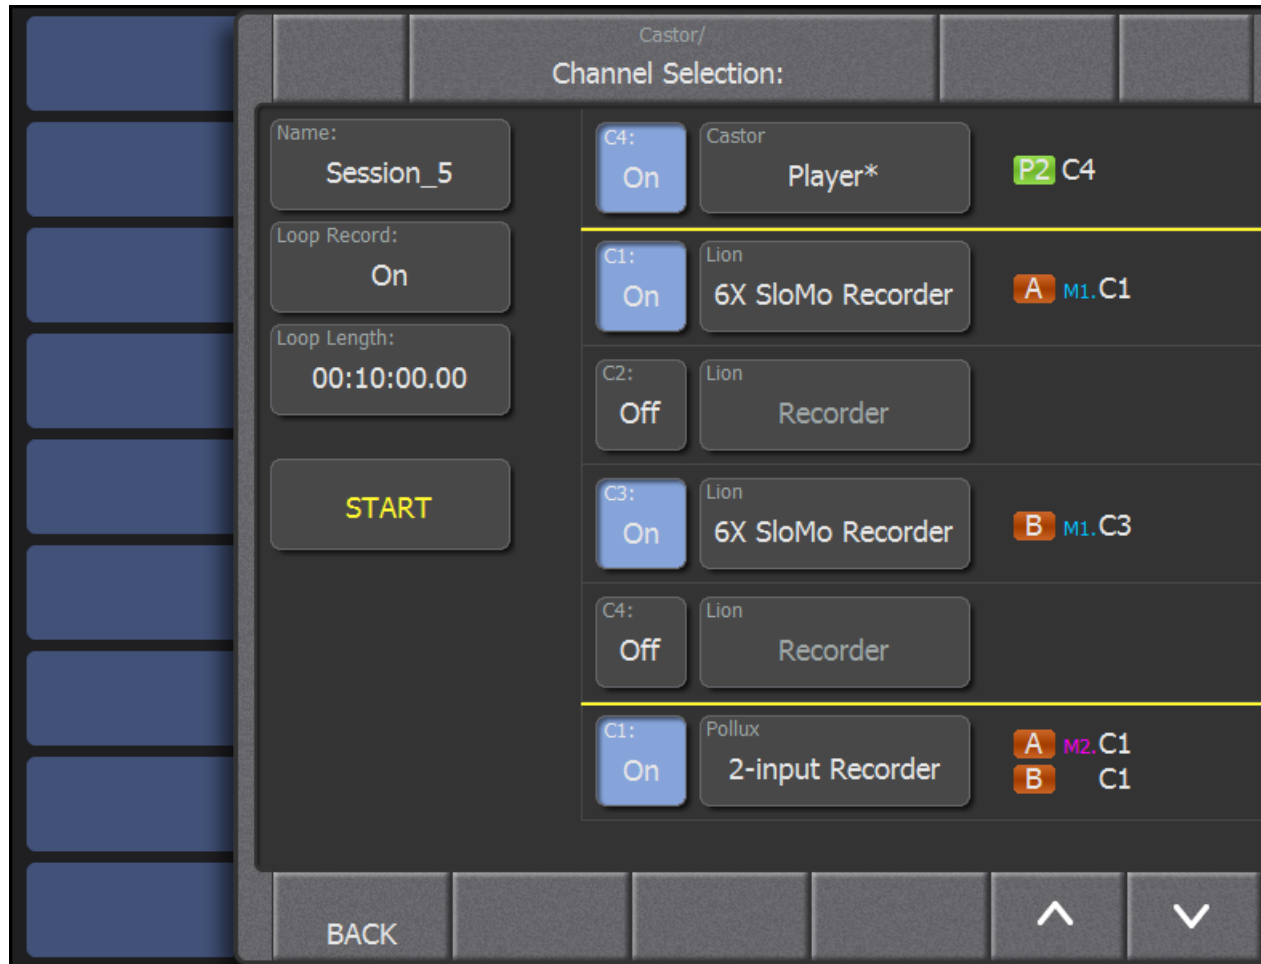 Castor/
Channel Selection:
Name:
Session_5
Loop Record:
On
Loop Length:
00:10:00.00
START
C4:
On
Castor
Player*
P2 C4
C1:
On
Lion
6X SloMo Recorder
A M1.C1
C2:
Off
Lion
Recorder
C3:
On
Lion
6X SloMo Recorder
B M1.C3
C4:
Off
Lion
Recorder
C1:
On
Pollux
2-input Recorder
A M2.C1
B C1
BACK